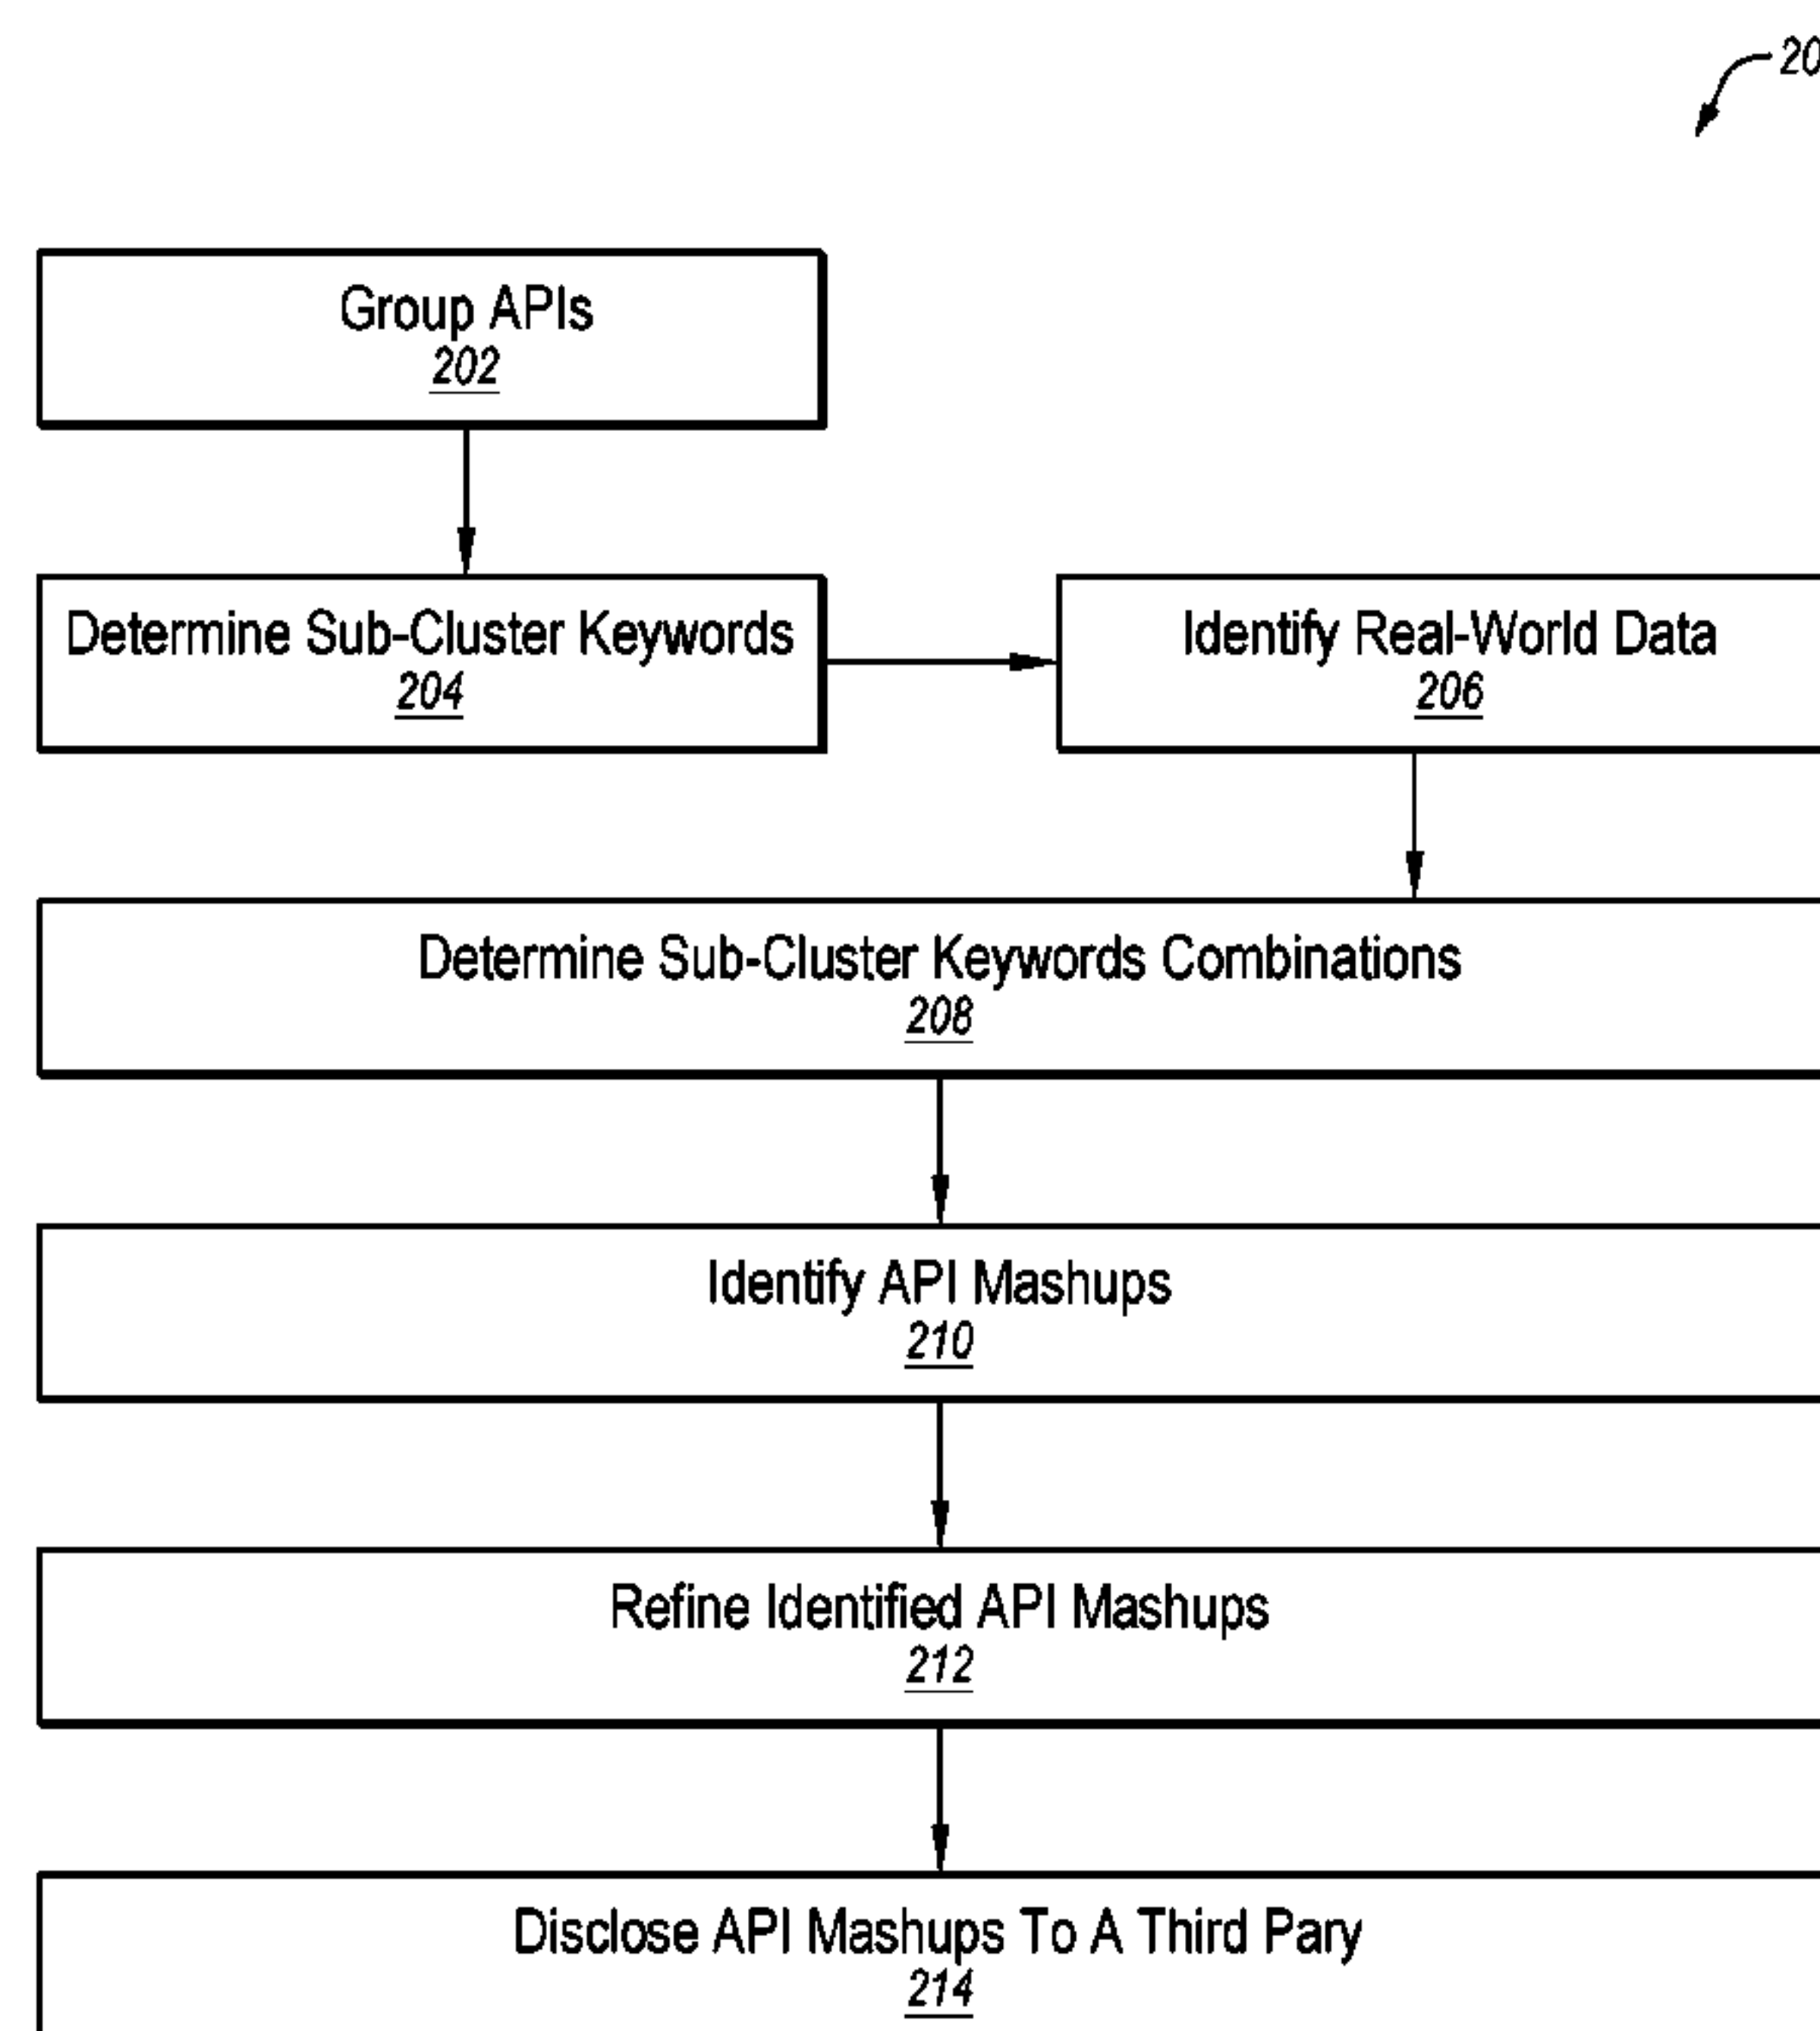 20
Group APIs
202
Determine Sub-Cluster Keywords
204
Identify Real-World Data
206
Determine Sub-Cluster Keywords Combinations
208
Identify API Mashups
210
Refine Identified API Mashups
212
Disclose API Mashups To A Third Pary
214